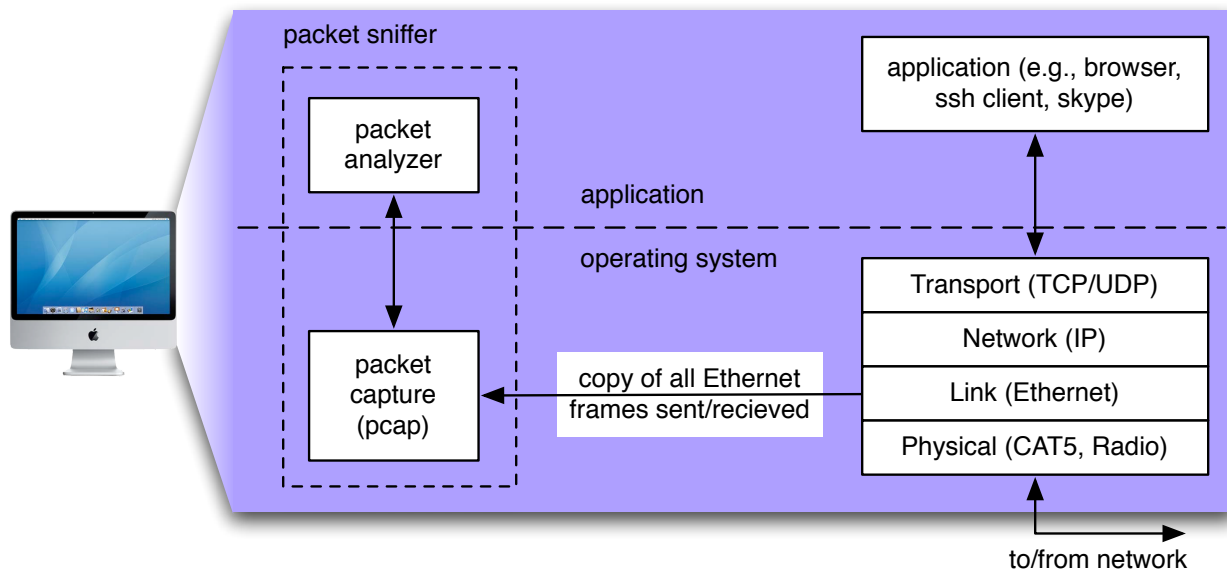 packet sniffer
packet
analyzer
application (e.g., browser,
ssh client, skype)
application
operating system
packet
capture
(pcap)
copy of all Ethernet
frames sent/recieved
Transport (TCP/UDP)
Network (IP)
Link (Ethernet)
Physical (CAT5, Radio)
to/from network